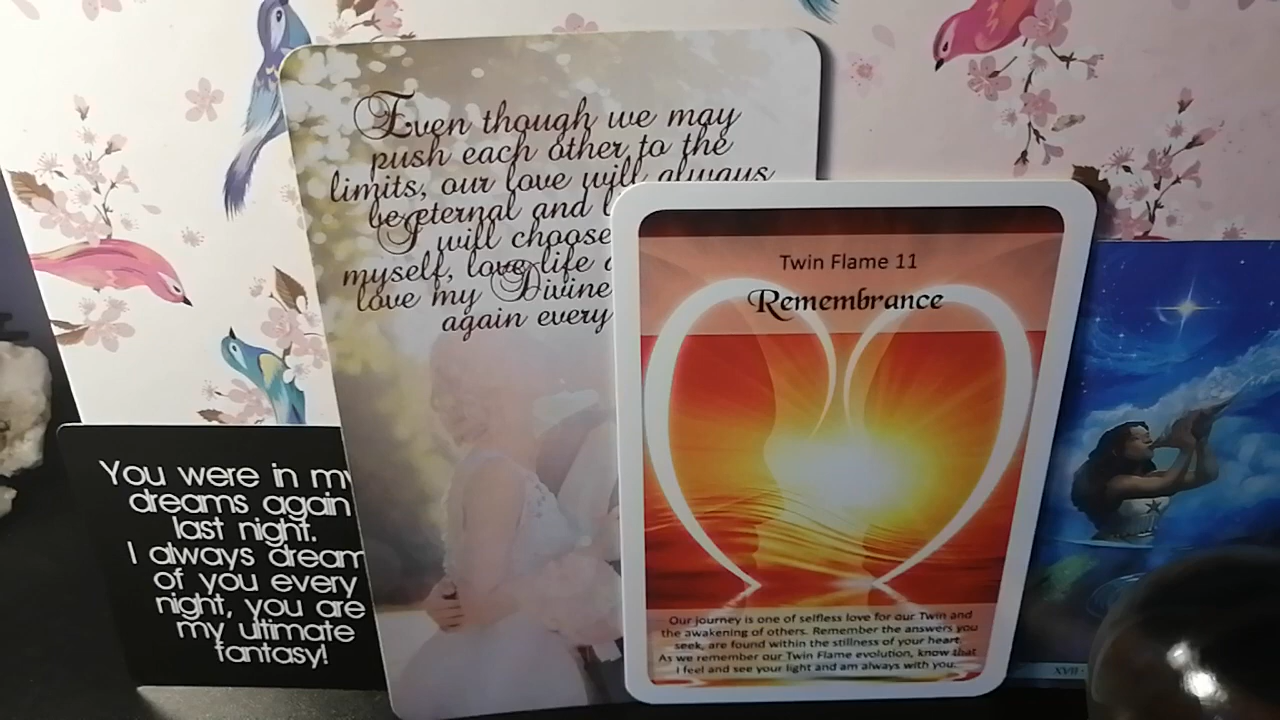 Even though we may
push each other to the
limits, our love will always
be eternal and
I will choose
myself, love life
love my Divine
again every
Twin Flame 11
Remembrance
Our journey is one of selfless love for our Twin and
the awakening of others. Remember the answers you
seek, are found within the stillness of your heart.
As we remember our Twin Flame evolution, know that
I feel and see your light and am always with you.
You were in my
dreams again
last night.
I always dream
of you every
night, you are
my ultimate
fantasy!
XVII